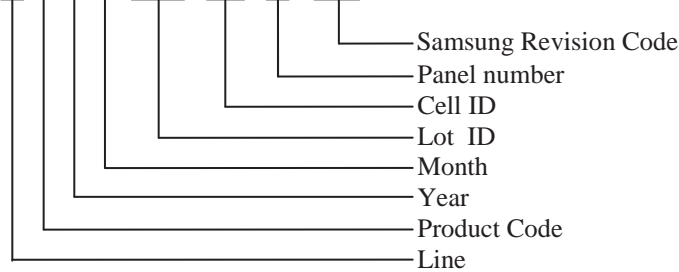 Samsung Revision Code
Panel number
Cell ID
Lot ID
Month
Year
Product Code
Line